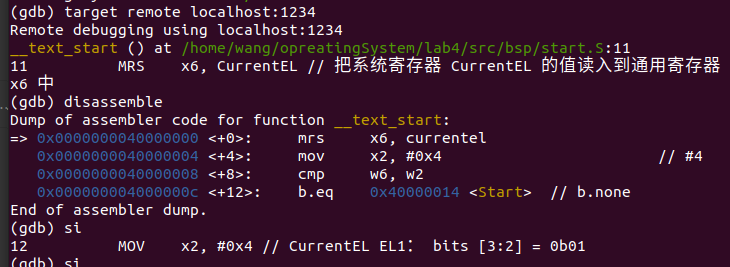 (gdb) target remote localhost:1234
Remote debugging using localhost:1234
__text_start () at /home/wang/opreatingSystem/lab4/src/bsp/start.S:11
11 MRS x6, CurrentEL // 把系统寄存器 CurrentEL 的值读入到通用寄存器
x6 中
(gdb) disassemble
Dump of assembler code for function __text_start:
=> 0x0000000040000000 <+0>: mrs x6, currentel
0x0000000040000004 <+4>: mov x2, #0x4 // #4
0x0000000040000008 <+8>: cmp w6, w2
0x000000004000000c <+12>: b.eq 0x40000014 <Start> // b.none
End of assembler dump.
(gdb) si
12 MOV x2, #0x4 // CurrentEL EL1: bits [3:2] = 0b01
(gdb) si